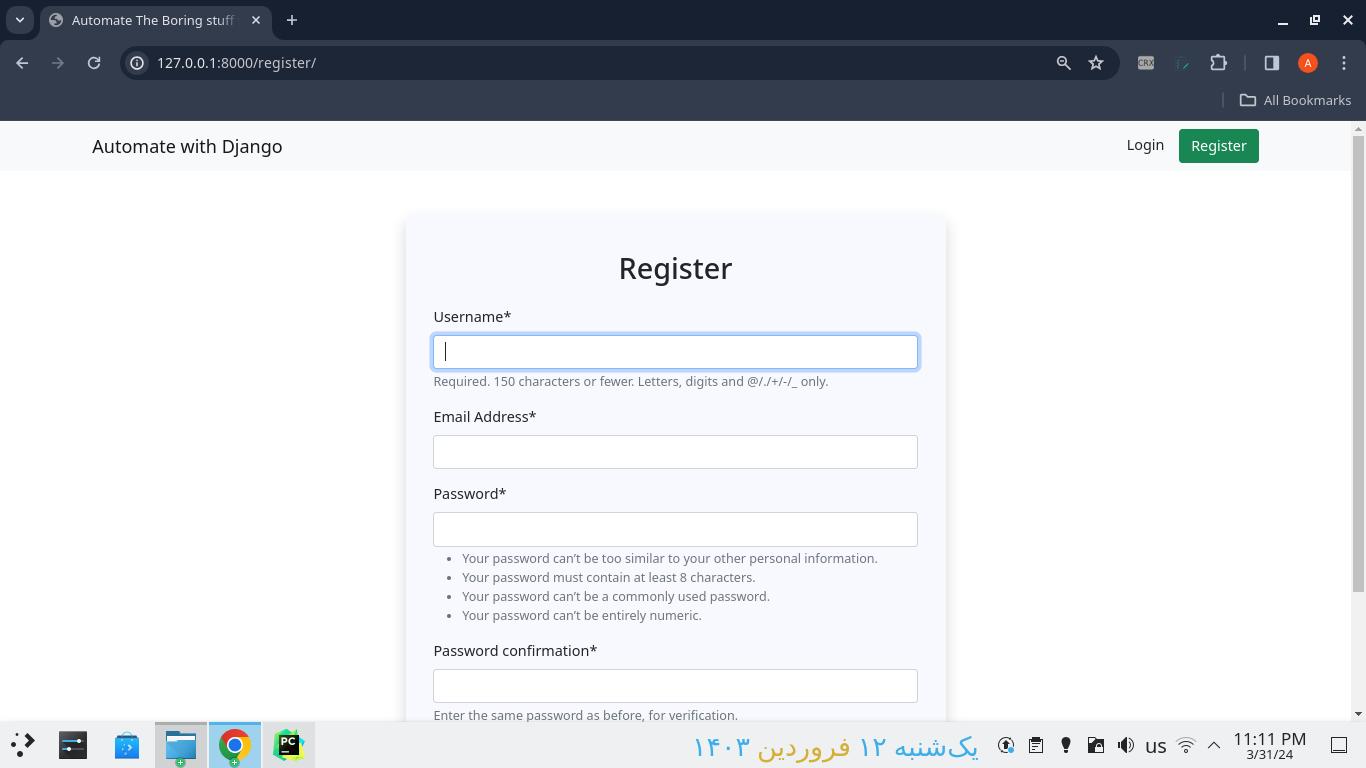 Automate The Boring stuff
127.0.0.1:8000/register/
CRX
A
All Bookmarks
Automate with Django
Login
Register
Register
Username*
Required. 150 characters or fewer. Letters, digits and @/./+/-/_ only.
Email Address*
Password*
Your password can’t be too similar to your other personal information.
Your password must contain at least 8 characters.
Your password can’t be a commonly used password.
Your password can’t be entirely numeric.
Password confirmation*
Enter the same password as before, for verification.
PC
یک‌شنبه ۱۲ فروردین ۱۴۰۳
us
11:11 PM
3/31/24